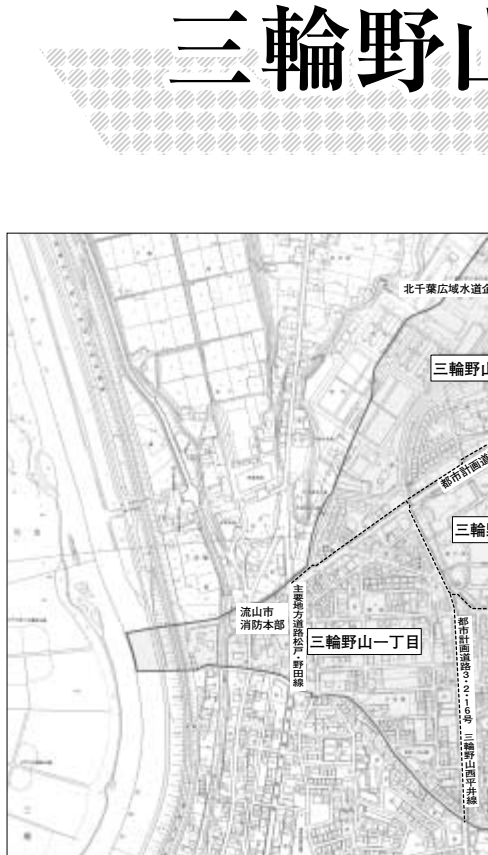 三輪野山
北千葉広域水道企
三輪野山
都市計画道
三輪野
流山市
消防本部
主要地方道路松戸・野田線
三輪野山一丁目
都市計画道路3・2・16号 三輪野山西平井線